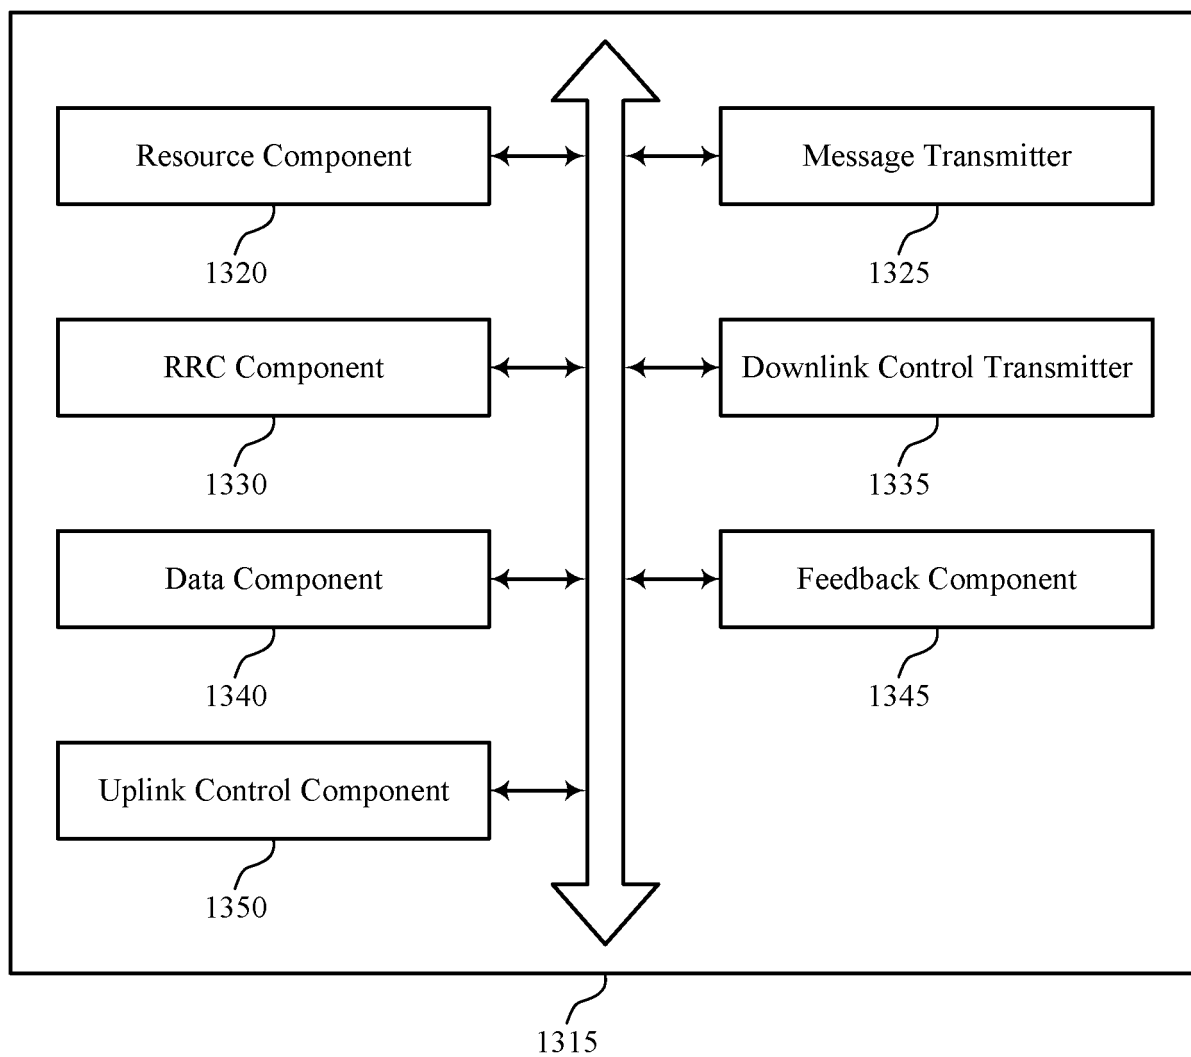 Resource Component
Message Transmitter
1320
1325
RRC Component
Downlink Control Transmitter
1330
1335
Data Component
Feedback Component
1340
1345
Uplink Control Component
1350
1315